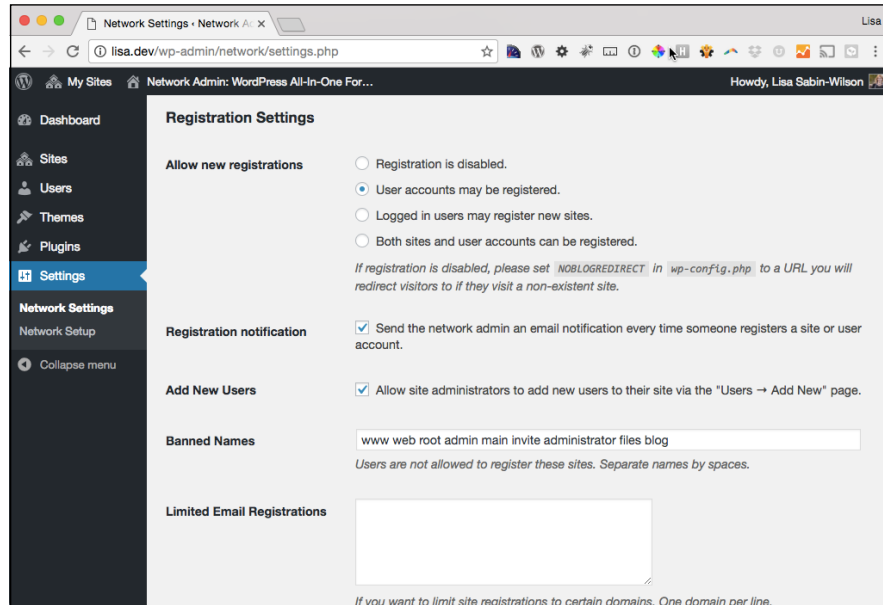 Network Settings ‹ Network Ad
Lisa
lisa.dev/wp-admin/network/settings.php
My Sites
Network Admin: WordPress All-In-One For...
Howdy, Lisa Sabin-Wilson
Dashboard
Sites
Users
Themes
Plugins
Settings
Network Settings
Network Setup
Collapse menu
Registration Settings
Allow new registrations
Registration is disabled.
User accounts may be registered.
Logged in users may register new sites.
Both sites and user accounts can be registered.
If registration is disabled, please set NOBLOGREDIRECT in wp-config.php to a URL you will
redirect visitors to if they visit a non-existent site.
Registration notification
Send the network admin an email notification every time someone registers a site or user
account.
Add New Users
Allow site administrators to add new users to their site via the "Users → Add New" page.
Banned Names
www web root admin main invite administrator files blog
Users are not allowed to register these sites. Separate names by spaces.
Limited Email Registrations
If you want to limit site registrations to certain domains. One domain per line.